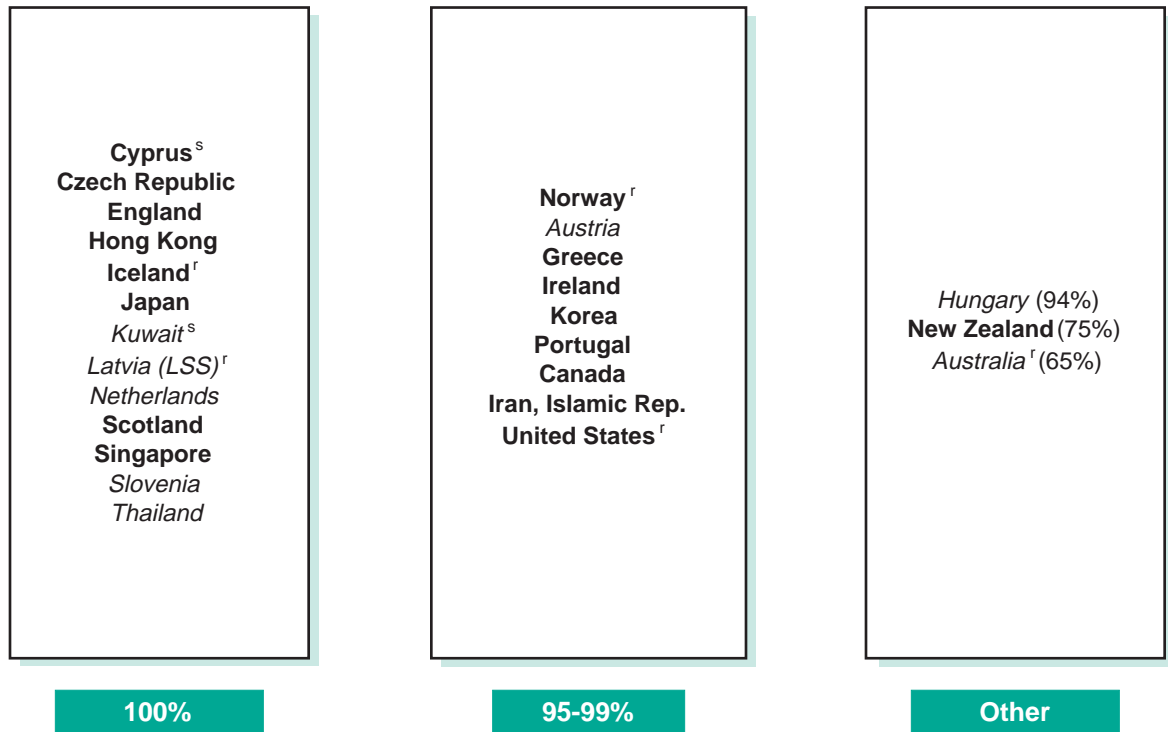 Cyprus s
Czech Republic
England
Hong Kong
Iceland r
Japan
Kuwait s
Latvia (LSS) r
Netherlands
Scotland
Singapore
Slovenia
Thailand
100%
Norway r
Austria
Greece
Ireland
Korea
Portugal
Canada
Iran, Islamic Rep.
United States r
95-99%
Hungary (94%)
New Zealand (75%)
Australia r (65%)
Other